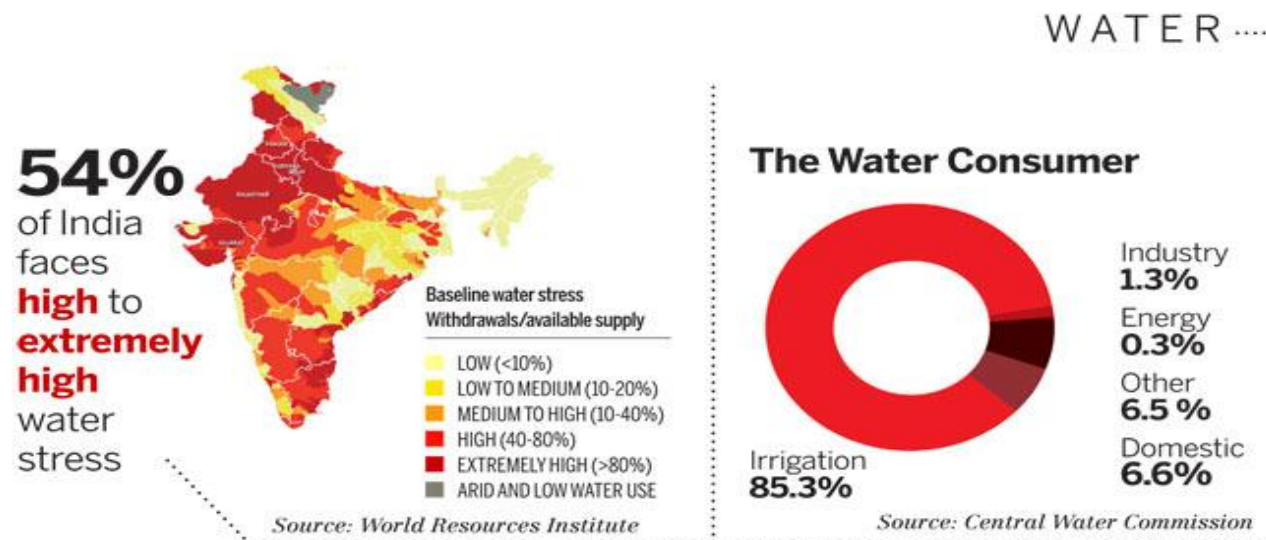 WATER
54%
of India
faces
high to
extremely
high
water
stress
RAJASTHAN
GUJARAT
Baseline water stress
Withdrawals/available supply
LOW (<10%)
LOW TO MEDIUM (10-20%)
MEDIUM TO HIGH (10-40%)
HIGH (40-80%)
EXTREMELY HIGH (>80%)
ARID AND LOW WATER USE
Source: World Resources Institute
The Water Consumer
Industry
1.3%
Energy
0.3%
Other
6.5 %
Domestic
6.6%
Irrigation
85.3%
Source: Central Water Commission